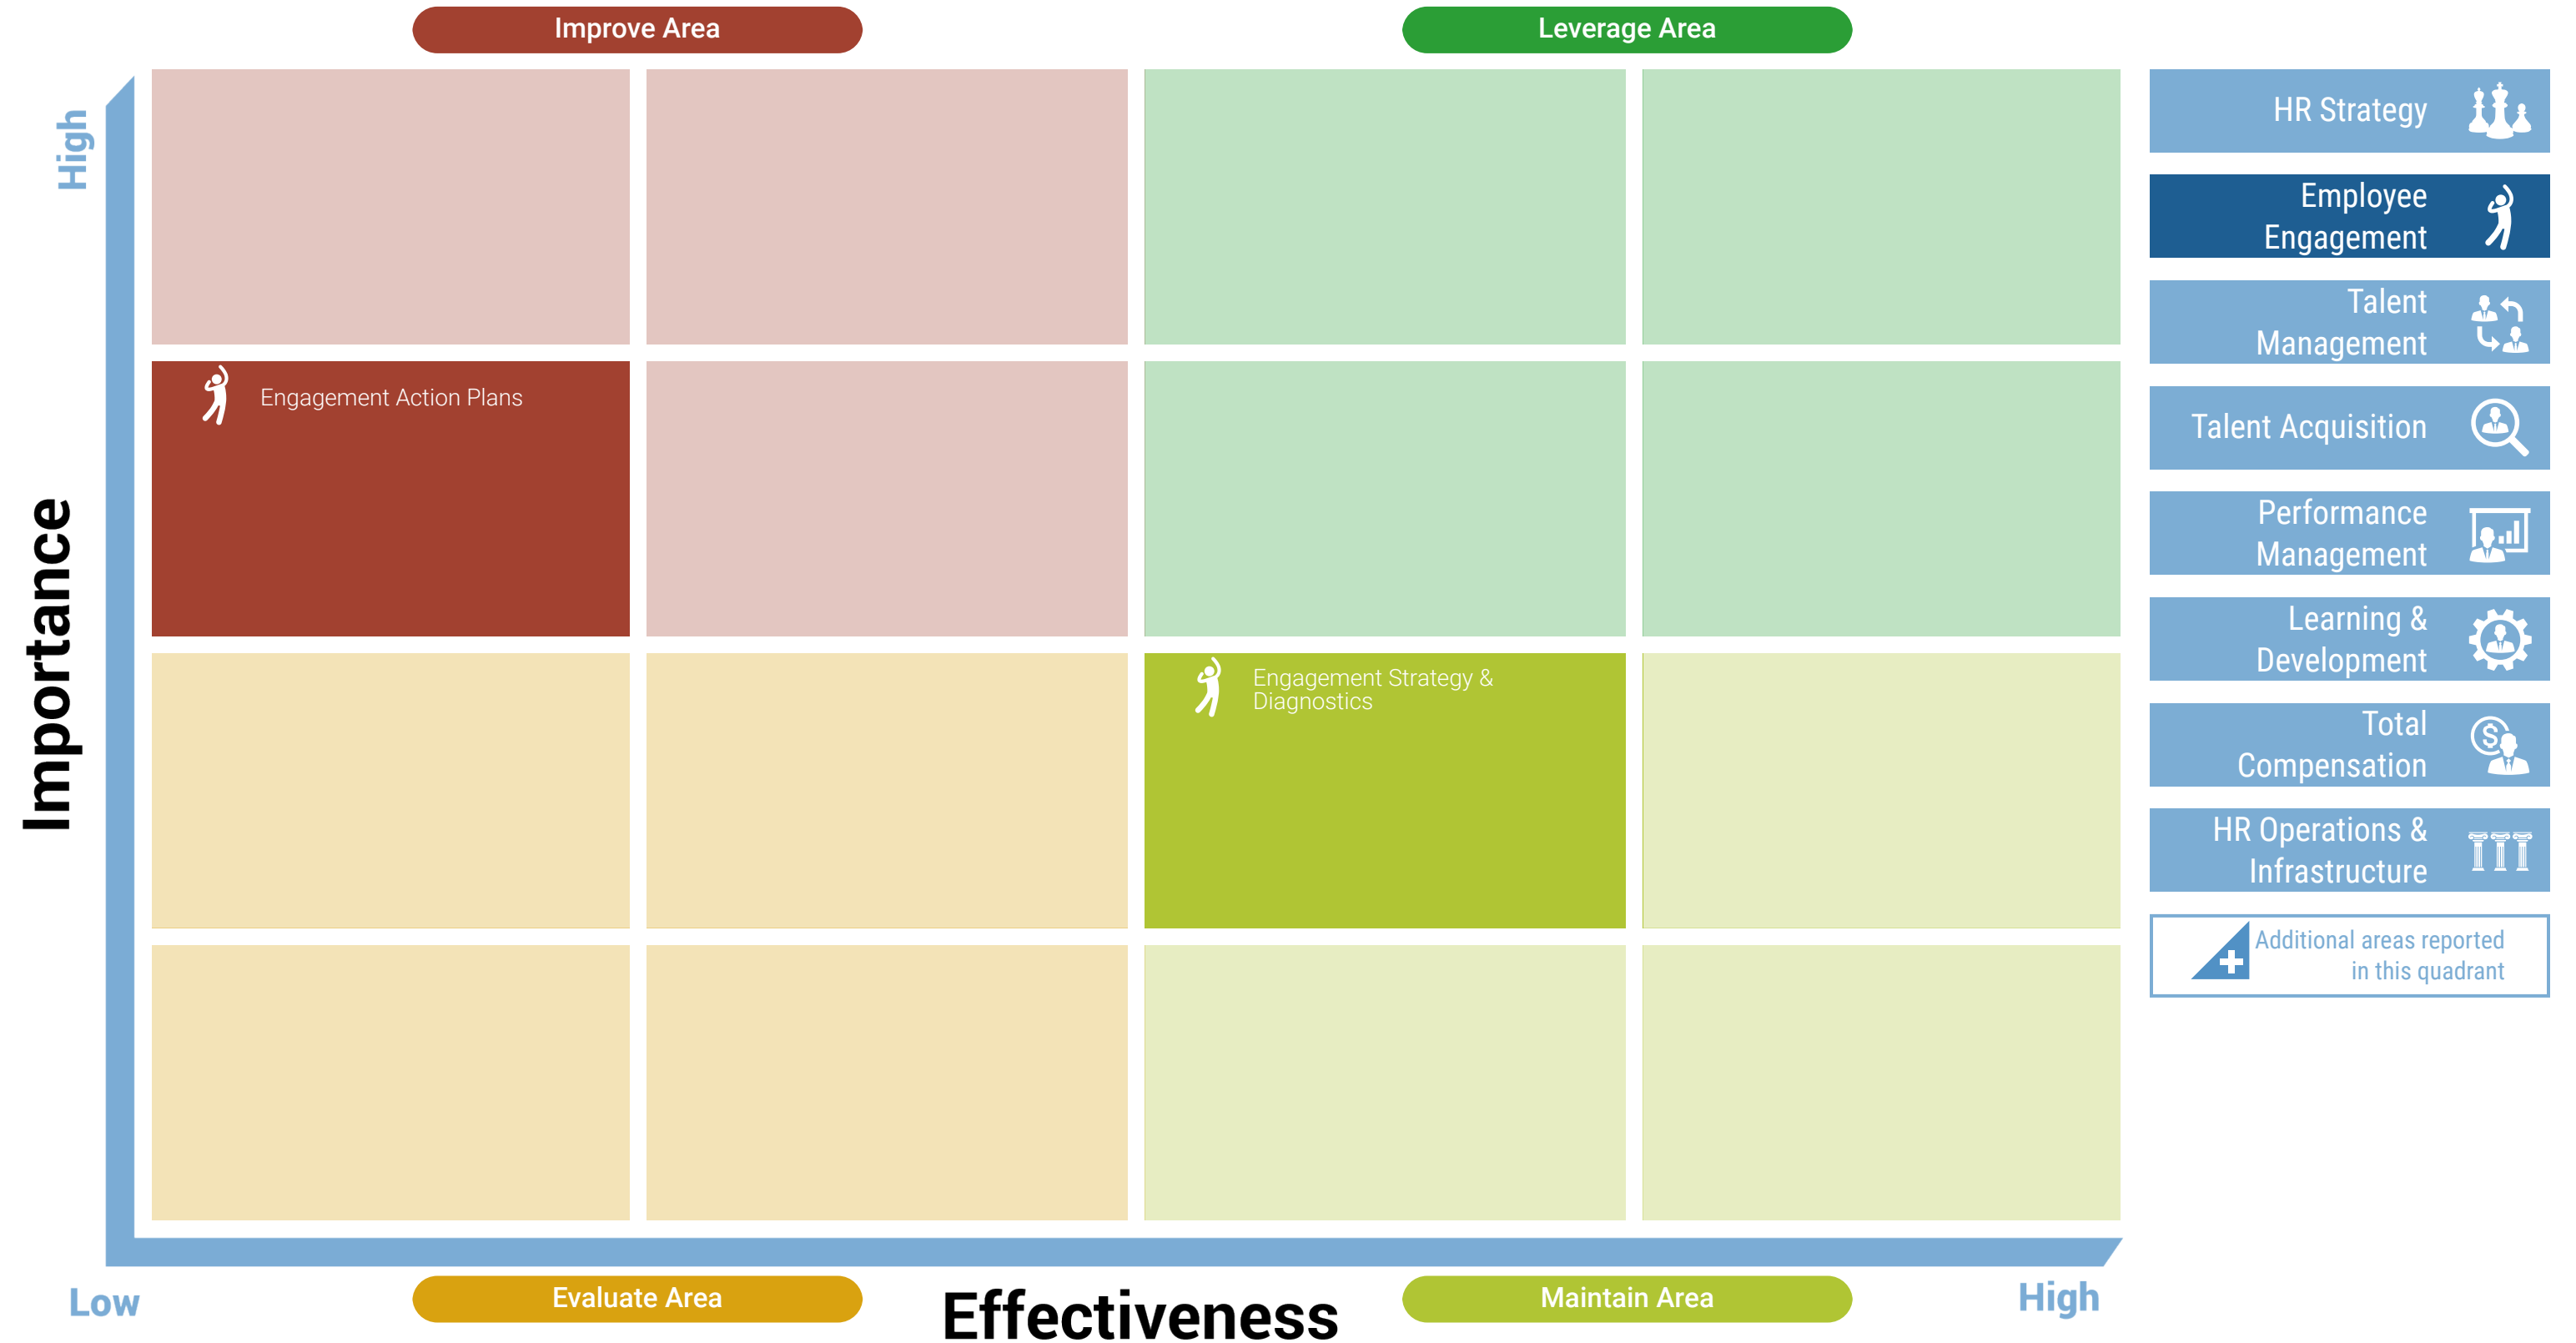 Improve Area
Leverage Area
High
Importance
Engagement Action Plans
Engagement Strategy &
Diagnostics
Low
Evaluate Area
Effectiveness
Maintain Area
High
HR Strategy
Employee
Engagement
Talent
Management
Talent Acquisition
Performance
Management
Learning &
Development
Total
Compensation
HR Operations &
Infrastructure
Additional areas reported
in this quadrant